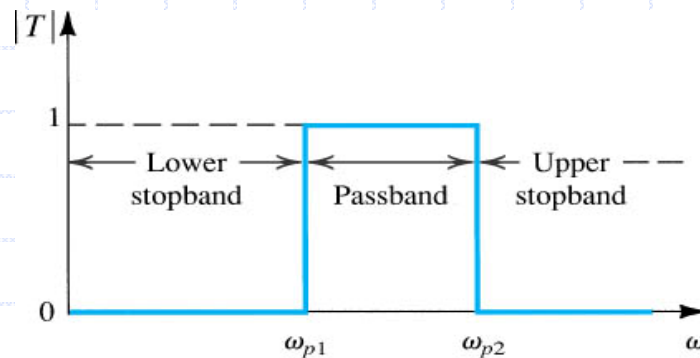 |T|
1
Lower
stopband
Passband
Upper
stopband
0
ωp1
ωp2
ω